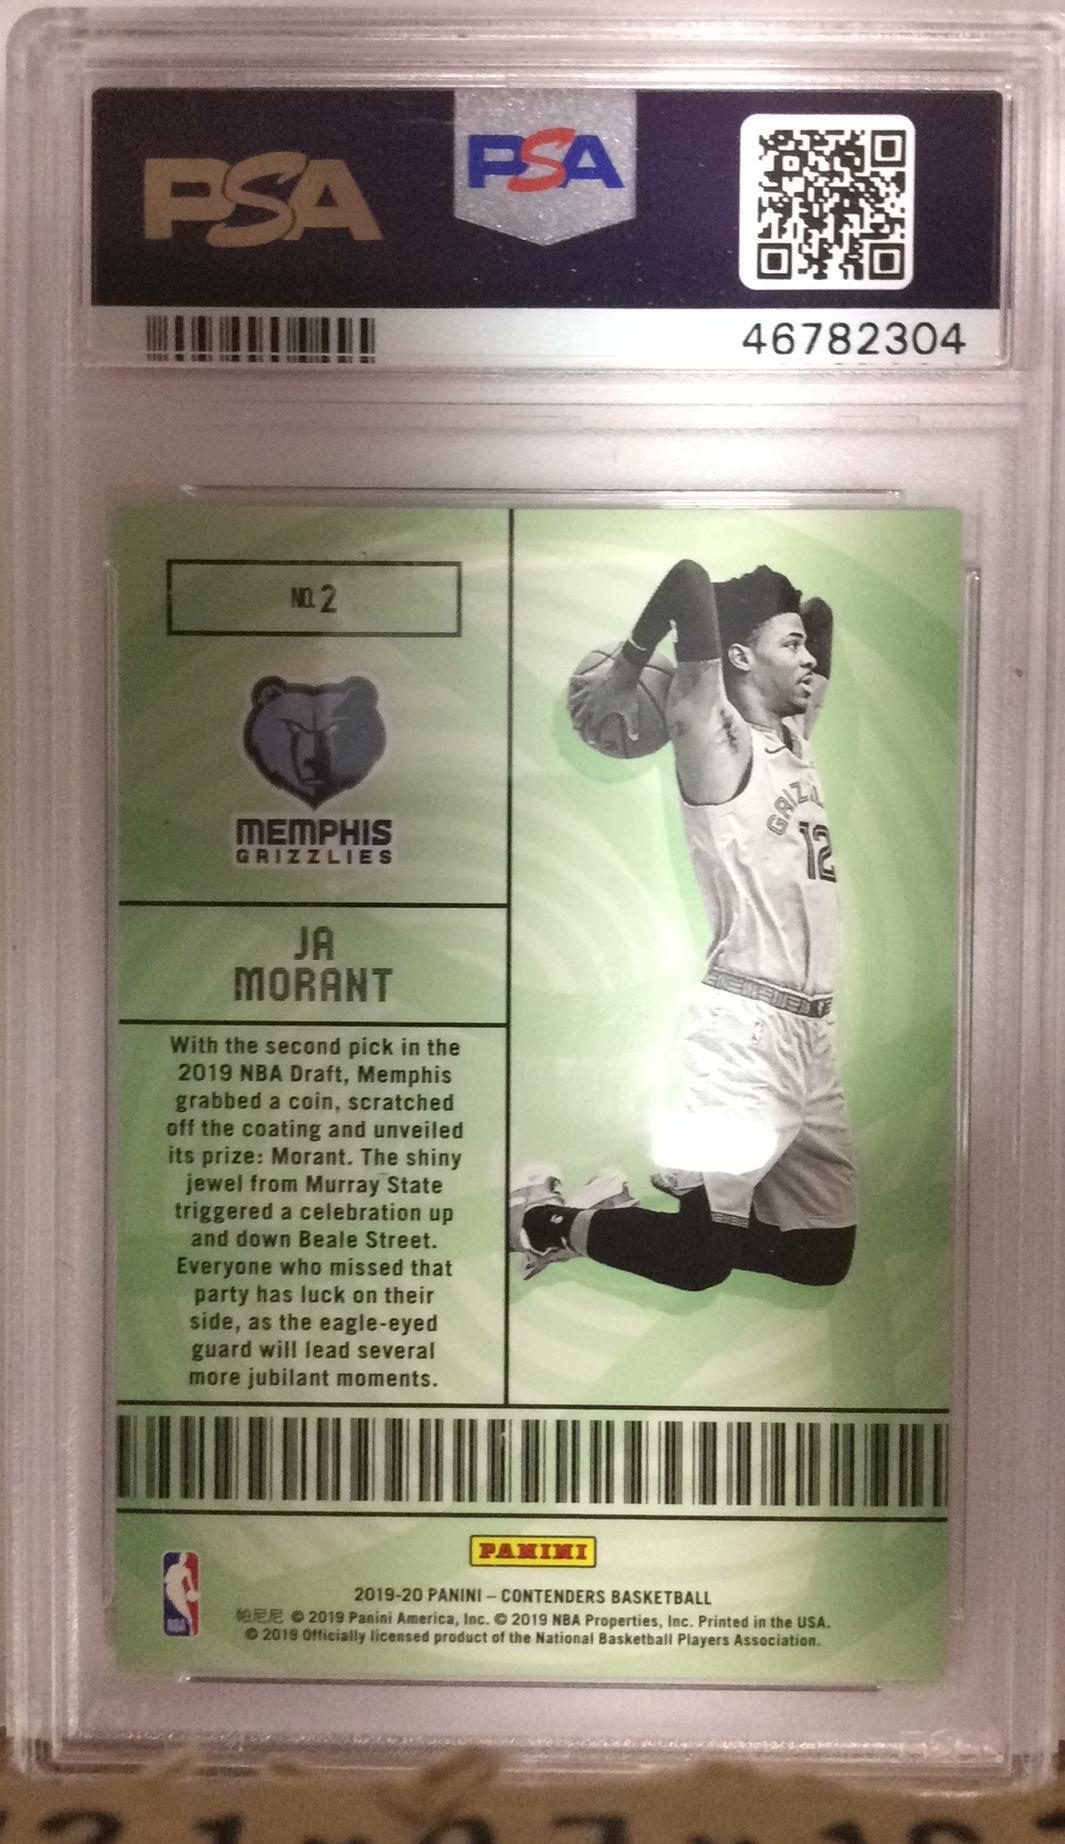 PSA
PSA
46782304
NO. 2
MEMPHIS
GRIZZLIES
GRIZ
12
JA
MORANT
With the second pick in the
2019 NBA Draft, Memphis
grabbed a coin, scratched
off the coating and unveiled
its prize: Morant. The shiny
jewel from Murray State
triggered a celebration up
and down Beale Street.
Everyone who missed that
party has luck on their
side, as the eagle-eyed
guard will lead several
more jubilant moments.
PANINI
NBA
2019-20 PANINI – CONTENDERS BASKETBALL
帕尼尼 © 2019 Panini America, Inc. © 2019 NBA Properties, Inc. Printed in the USA.
© 2019 Officially licensed product of the National Basketball Players Association.